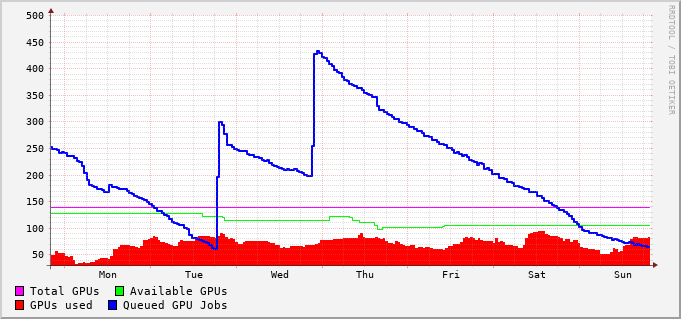 500
450
400
350
300
250
200
150
100
50
Mon Tue Wed Thu Fri Sat Sun
RRDTOOL / TOBI OETIKER
Total GPUs Available GPUs
GPUs used Queued GPU Jobs